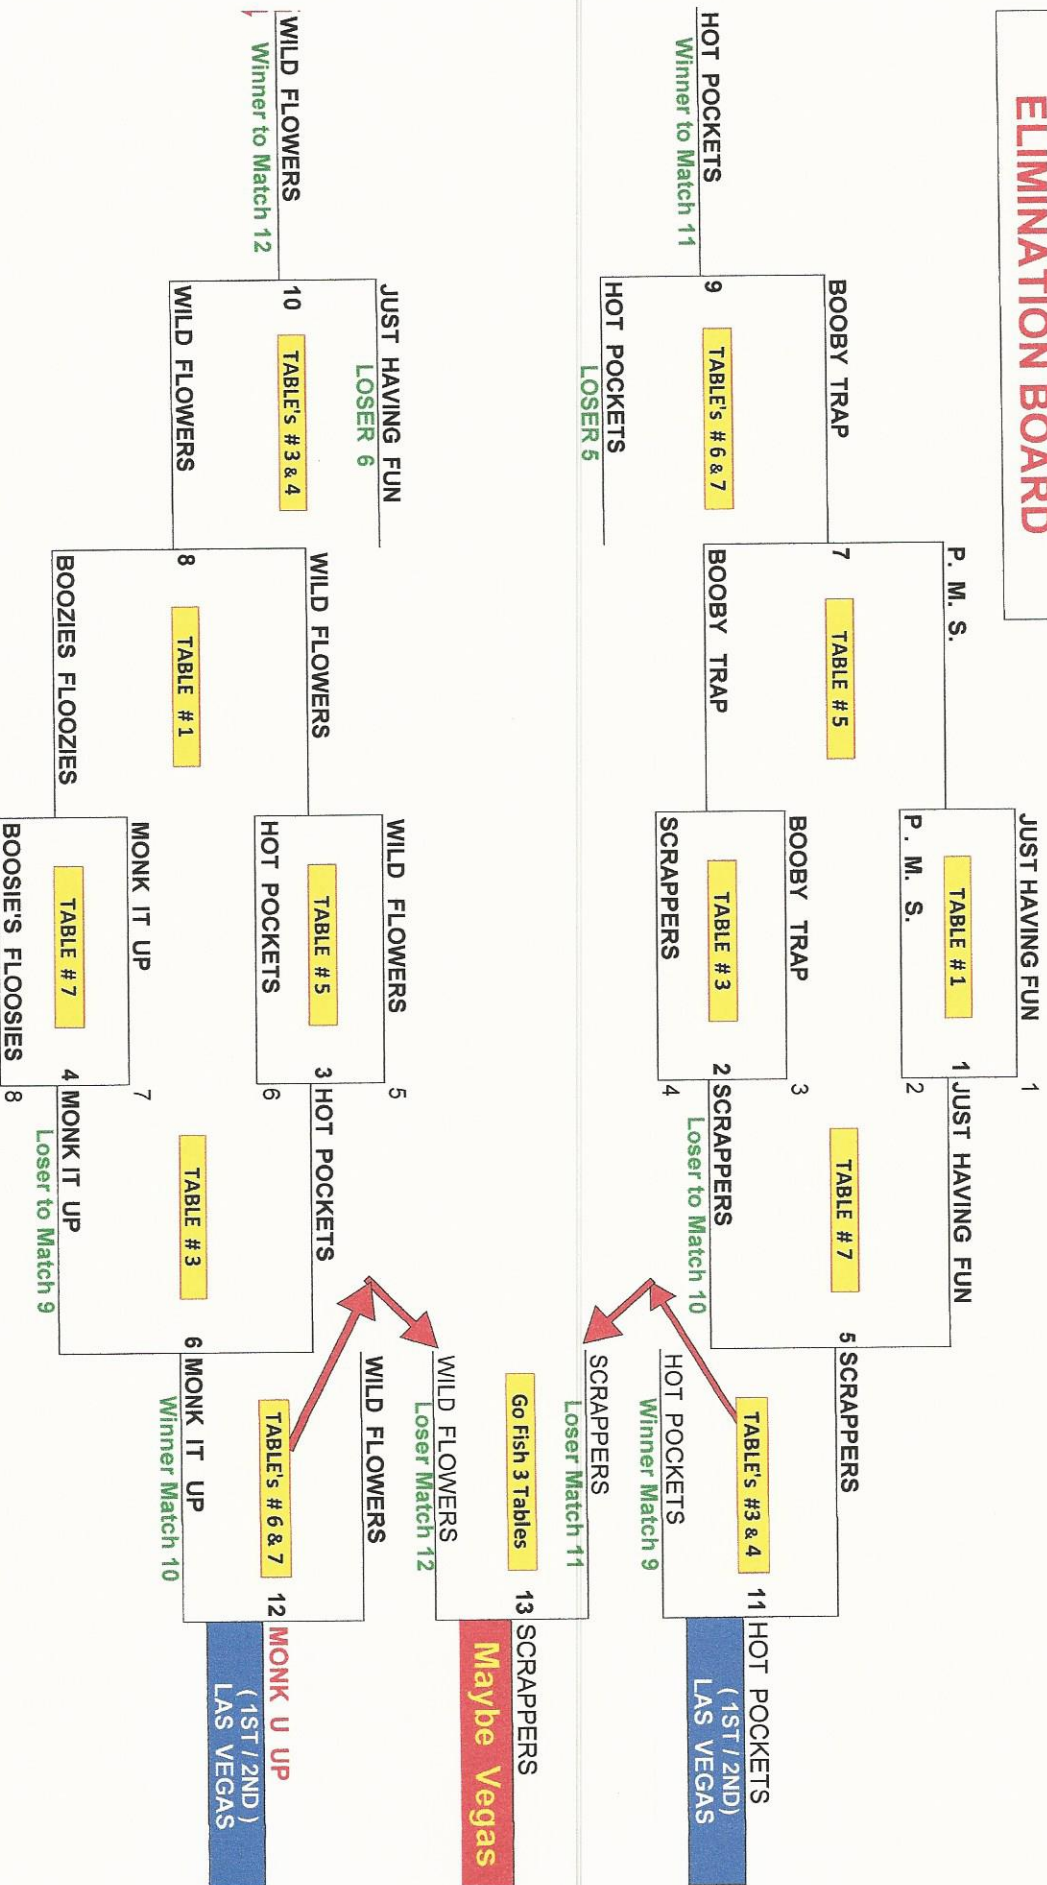 ELIMINATION BOARD
HOT POCKETS
Winner to Match 11
BOOBY TRAP
9
TABLE's #6 & 7
HOT POCKETS
LOSER 5
P. M. S.
7
TABLE #5
BOOBY TRAP
JUST HAVING FUN
1
TABLE #1
1
P. M. S.
2
BOOBY TRAP
3
TABLE #3
2
SCRAPPERS
4
JUST HAVING FUN
TABLE #7
5
SCRAPPERS
Loser to Match 10
SCRAPPERS
TABLE's #3 & 4
11
HOT POCKETS
Winner Match 9
HOT POCKETS
( 1ST / 2ND)
LAS VEGAS
SCRAPPERS
Loser Match 11
Go Fish 3 Tables
13
WILD FLOWERS
Loser Match 12
SCRAPPERS
Maybe Vegas
WILD FLOWERS
Winner to Match 12
JUST HAVING FUN
LOSER 6
10
TABLE's #3 & 4
WILD FLOWERS
WILD FLOWERS
8
TABLE #1
BOOZIES FLOOZIES
WILD FLOWERS
5
TABLE #5
3
HOT POCKETS
6
MONK IT UP
7
TABLE #7
4
BOOSIE'S FLOOSIES
8
HOT POCKETS
TABLE #3
6
MONK IT UP
Loser to Match 9
WILD FLOWERS
TABLE's #6 & 7
12
MONK IT UP
Winner Match 10
MONK U UP
( 1ST / 2ND )
LAS VEGAS